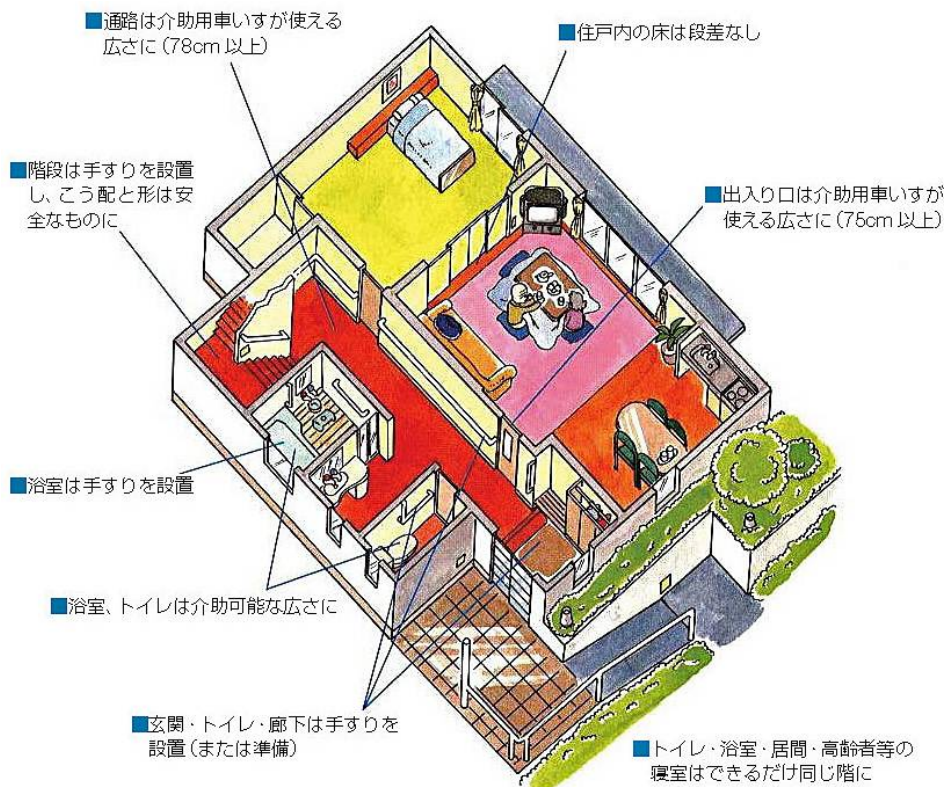 ■通路は介助用車いすが使える
広さに(78cm 以上)
■住戸内の床は段差なし
■階段は手すりを設置
し、こう配と形は安
全なものに
■出入り口は介助用車いすが
使える広さに(75cm 以上)
■浴室は手すりを設置
■浴室、トイレは介助可能な広さに
■玄関・トイレ・廊下は手すりを
設置(または準備)
■トイレ・浴室・居間・高齢者等の
寝室はできるだけ同じ階に